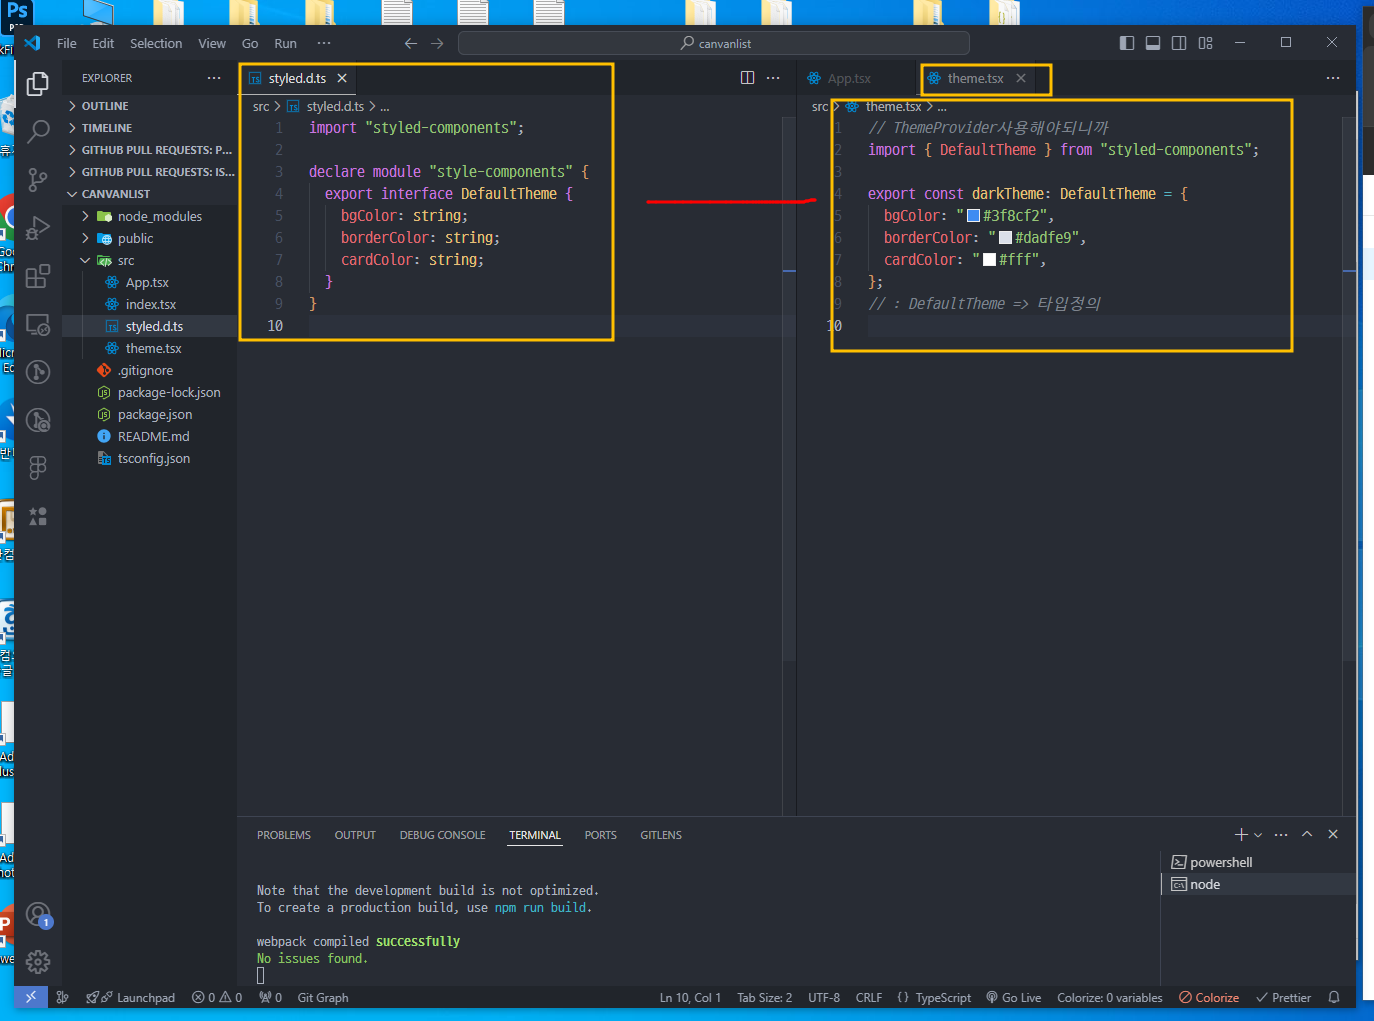 File Edit Selection View Go Run ···
canvanlist
EXPLORER ···
OUTLINE
TIMELINE
GITHUB PULL REQUESTS: P...
GITHUB PULL REQUESTS: IS...
CANVANLIST
node_modules
public
src
App.tsx
index.tsx
styled.d.ts
theme.tsx
.gitignore
package-lock.json
package.json
README.md
tsconfig.json
styled.d.ts
src > styled.d.ts > ...
1 import "styled-components";
2
3 declare module "style-components" {
4 export interface DefaultTheme {
5 bgColor: string;
6 borderColor: string;
7 cardColor: string;
8 }
9 }
10
App.tsx theme.tsx ···
src > theme.tsx > ...
1 // ThemeProvider사용해야되니까
2 import { DefaultTheme } from "styled-components";
3
4 export const darkTheme: DefaultTheme = {
5 bgColor: "#3f8cf2",
6 borderColor: "#dadfe9",
7 cardColor: "#fff",
8 };
9 // : DefaultTheme => 타입정의
10
PROBLEMS OUTPUT DEBUG CONSOLE TERMINAL PORTS GITLENS
Note that the development build is not optimized.
To create a production build, use npm run build.
webpack compiled successfully
No issues found.
powershell
node
1
Launchpad 0 0 0 Git Graph
Ln 10, Col 1 Tab Size: 2 UTF-8 CRLF {} TypeScript Go Live Colorize: 0 variables Colorize Prettier